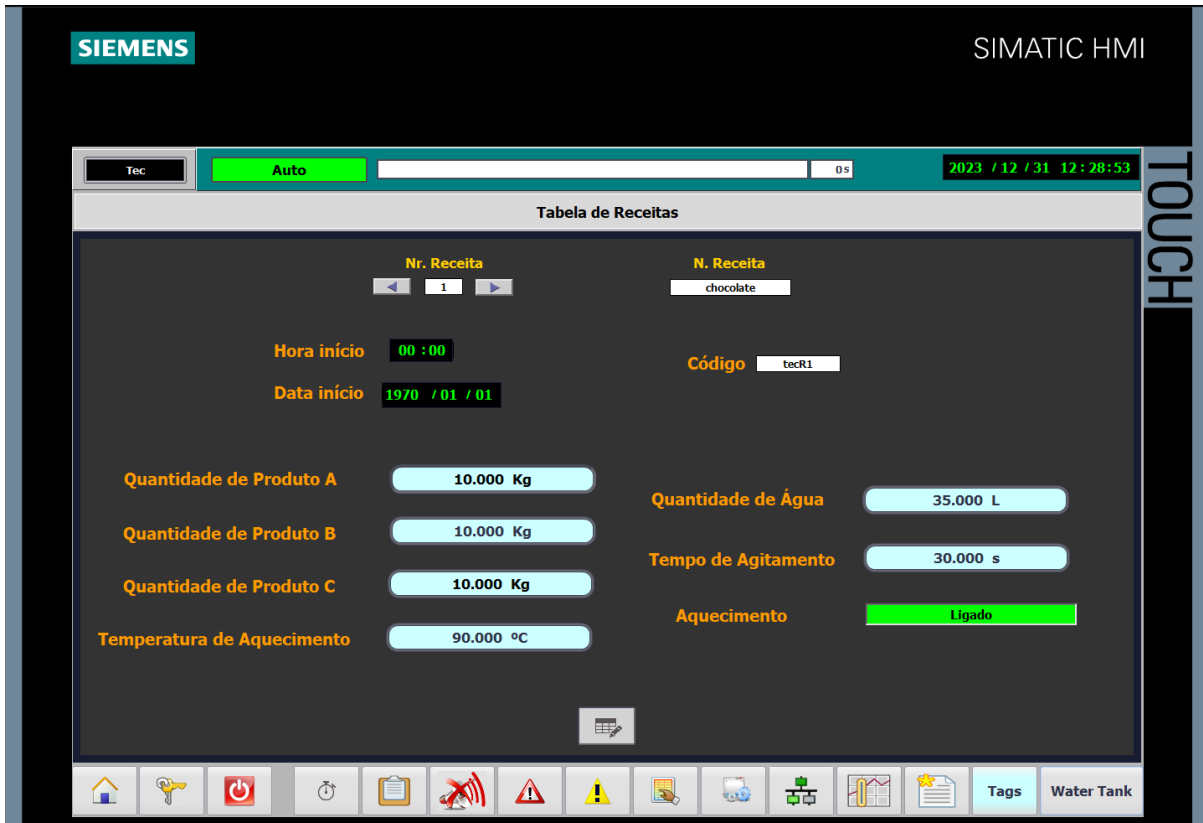 SIEMENS
SIMATIC HMI
TOUCH
Tec
Auto
0 s
2023 / 12 / 31 12 : 28 : 53
Tabela de Receitas
Nr. Receita
N. Receita
1
chocolate
Hora início 00 : 00
Código tecR1
Data início 1970 / 01 / 01
Quantidade de Produto A 10.000 Kg
Quantidade de Água 35.000 L
Quantidade de Produto B 10.000 Kg
Tempo de Agitamento 30.000 s
Quantidade de Produto C 10.000 Kg
Aquecimento Ligado
Temperatura de Aquecimento 90.000 ºC
Tags
Water Tank